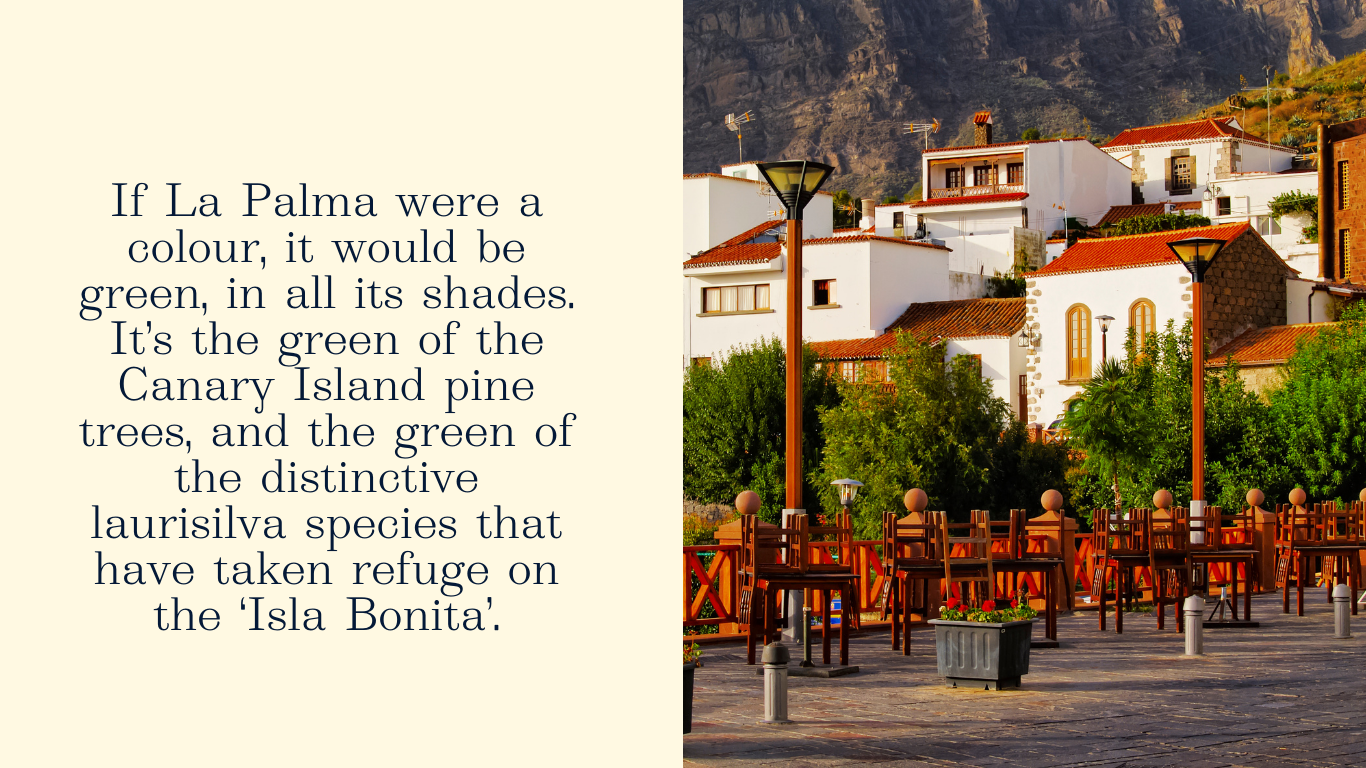 If La Palma were a
colour, it would be
green, in all its shades.
It’s the green of the
Canary Island pine
trees, and the green of
the distinctive
laurisilva species that
have taken refuge on
the ‘Isla Bonita’.